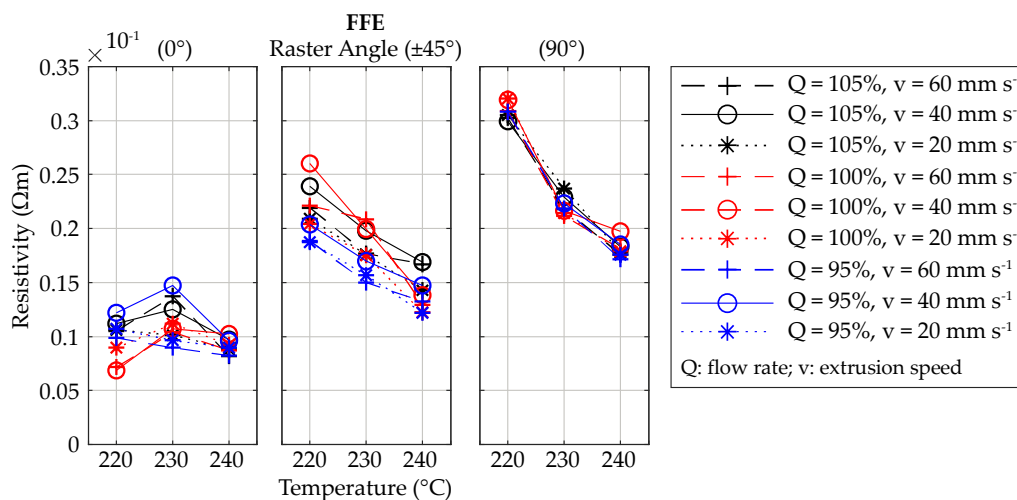 FFE
× 10⁻¹ (0°) Raster Angle (±45°) (90°)
Resistivity (Ωm)
0.35
0.3
0.25
0.2
0.15
0.1
0.05
0
220 230 240 220 230 240 220 230 240
Temperature (°C)
Q = 105%, v = 60 mm s⁻
Q = 105%, v = 40 mm s⁻
Q = 105%, v = 20 mm s⁻
Q = 100%, v = 60 mm s⁻
Q = 100%, v = 40 mm s⁻
Q = 100%, v = 20 mm s⁻
Q = 95%, v = 60 mm s⁻¹
Q = 95%, v = 40 mm s⁻¹
Q = 95%, v = 20 mm s⁻¹
Q: flow rate; v: extrusion speed